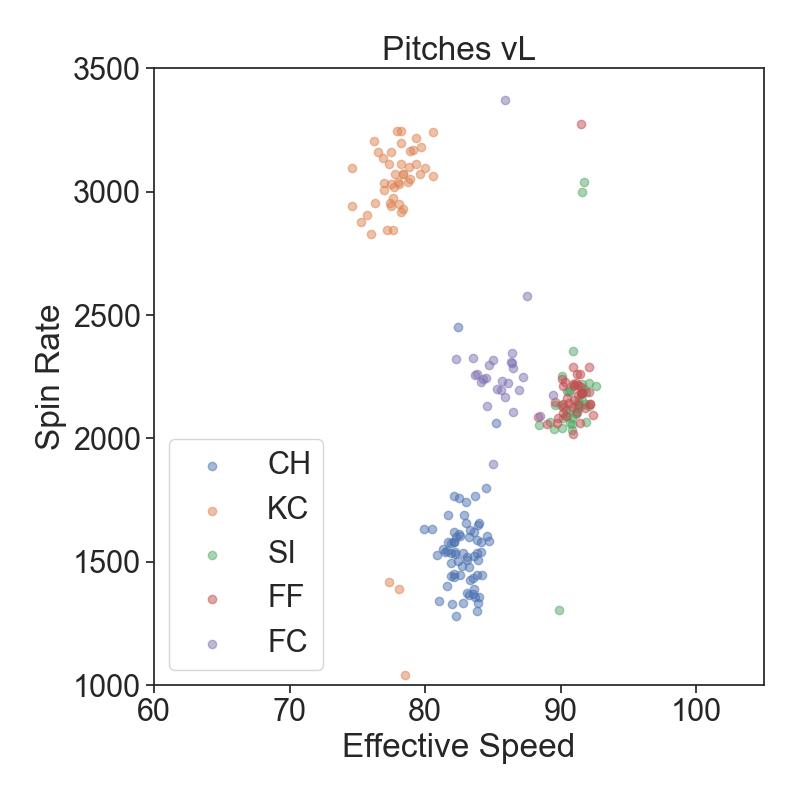 Pitches vL
3500
3000
2500
2000
1500
1000
Spin Rate
CH
KC
SI
FF
FC
60 70 80 90 100
Effective Speed